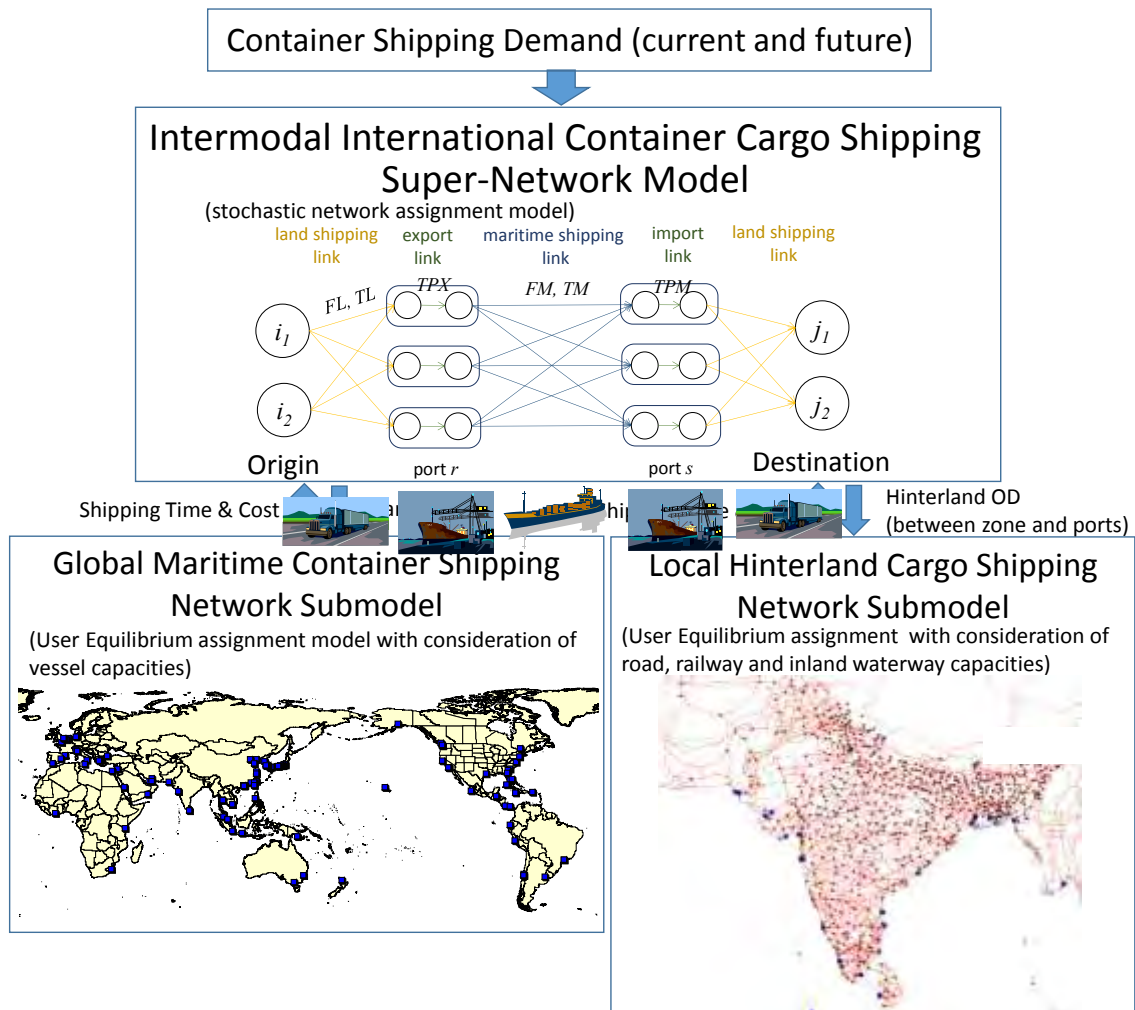 Container Shipping Demand (current and future)
Intermodal International Container Cargo Shipping
Super-Network Model
(stochastic network assignment model)
land shipping
link
export
link
maritime shipping
link
import
link
land shipping
link
FL, TL
TPX
FM, TM
TPM
i1
i2
j1
j2
Origin
port r
port s
Destination
Shipping Time & Cost
Hinterland OD
(between zone and ports)
Global Maritime Container Shipping
Network Submodel
(User Equilibrium assignment model with consideration of
vessel capacities)
Local Hinterland Cargo Shipping
Network Submodel
(User Equilibrium assignment with consideration of
road, railway and inland waterway capacities)